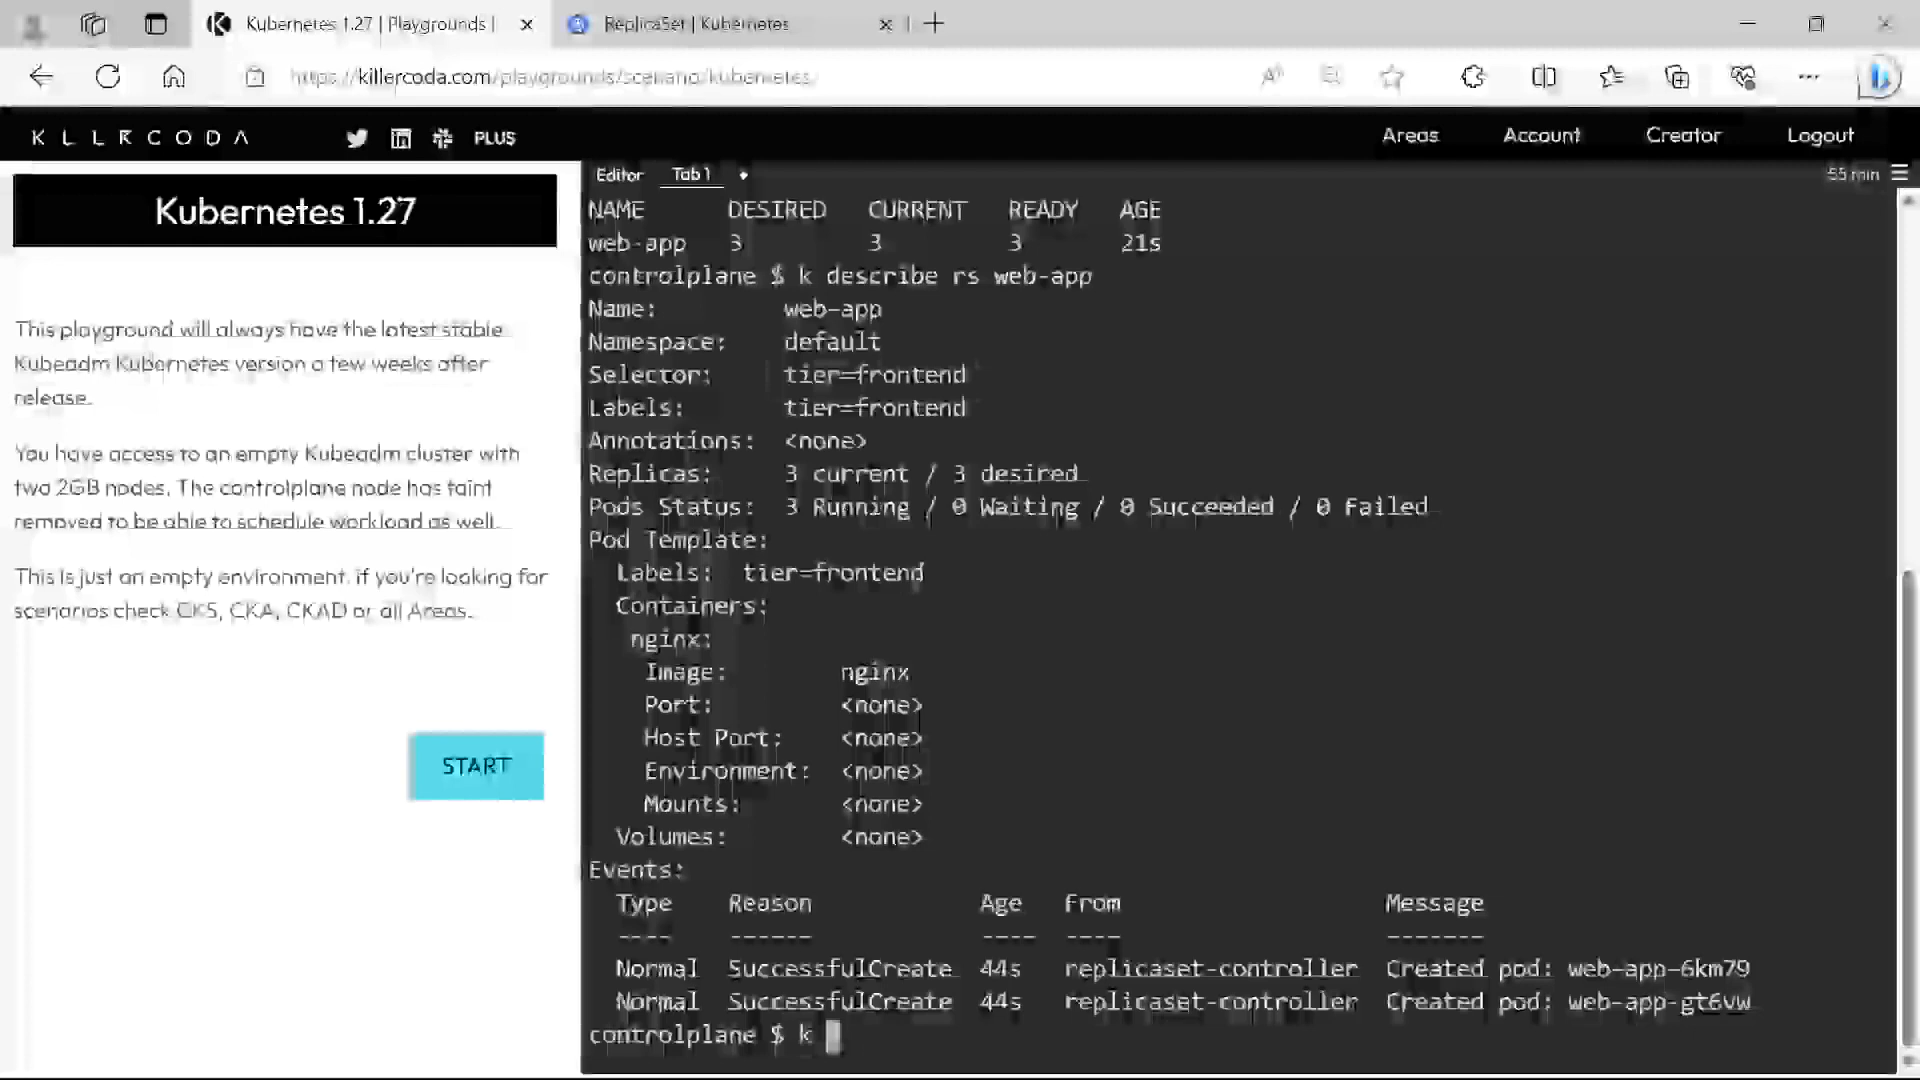 Kubernetes 1.27 | Playgrounds |
ReplicaSet | Kubernetes
https://killercoda.com/playgrounds/scenario/kubernetes
KLLRCODA
PLUS
Areas
Account
Creator
Logout
Editor
Tab 1
55 min
Kubernetes 1.27
This playground will always have the latest stable
Kubeadm Kubernetes version a few weeks after
release.
You have access to an empty Kubeadm cluster with
two 2GB nodes. The controlplane node has taint
removed to be able to schedule workload as well.
This is just an empty environment, if you're looking for
scenarios check CKS, CKA, CKAD or all Areas.
START
NAME DESIRED CURRENT READY AGE
web-app 3 3 3 21s
controlplane $ k describe rs web-app
Name: web-app
Namespace: default
Selector: tier=frontend
Labels: tier=frontend
Annotations: <none>
Replicas: 3 current / 3 desired
Pods Status: 3 Running / 0 Waiting / 0 Succeeded / 0 Failed
Pod Template:
Labels: tier=frontend
Containers:
nginx:
Image: nginx
Port: <none>
Host Port: <none>
Environment: <none>
Mounts: <none>
Volumes: <none>
Events:
Type Reason Age From Message
---- ------ ---- ---- -------
Normal SuccessfulCreate 44s replicaset-controller Created pod: web-app-6km79
Normal SuccessfulCreate 44s replicaset-controller Created pod: web-app-gt6vw
controlplane $ k